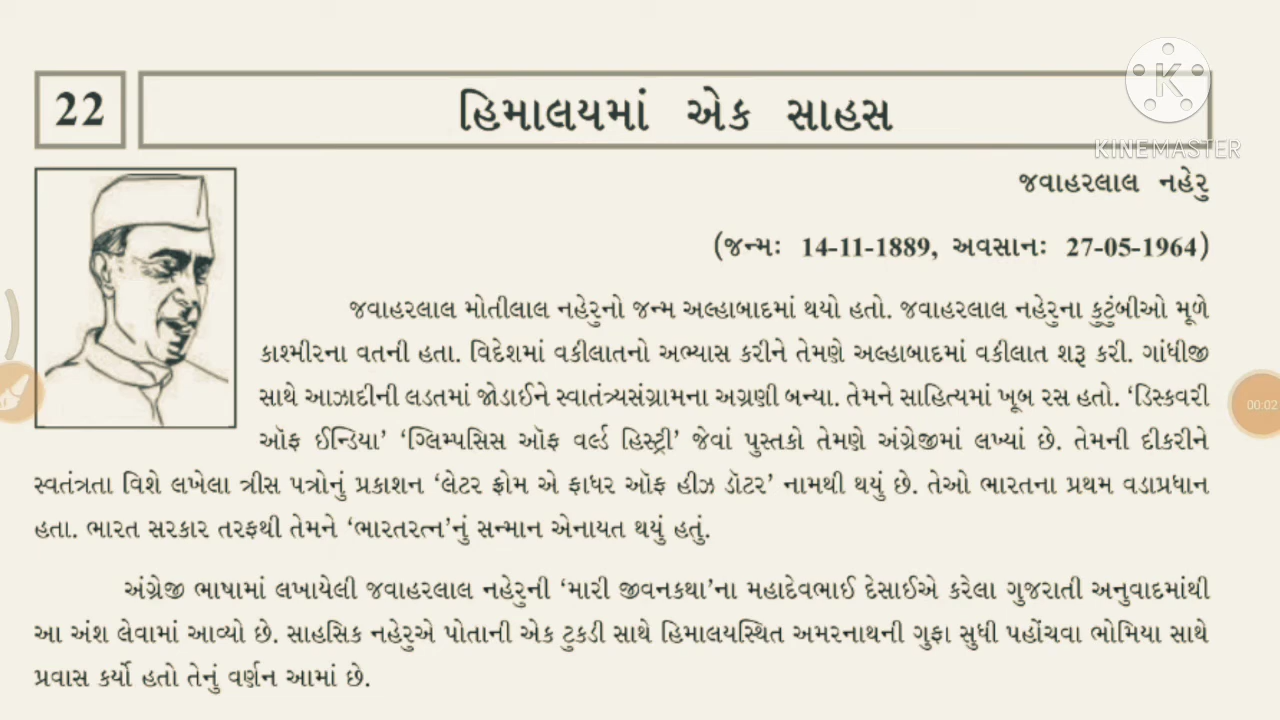 22
હિમાલયમાં એક સાહસ
K
KINEMASTER
જવાહરલાલ નહેરુ
(જન્મઃ 14-11-1889, અવસાનઃ 27-05-1964)
જવાહરલાલ મોતીલાલ નહેરુનો જન્મ અલ્હાબાદમાં થયો હતો. જવાહરલાલ નહેરુના કુટુંબીઓ મૂળે
કાશ્મીરના વતની હતા. વિદેશમાં વકીલાતનો અભ્યાસ કરીને તેમણે અલ્હાબાદમાં વકીલાત શરૂ કરી. ગાંધીજી
સાથે આઝાદીની લડતમાં જોડાઈને સ્વાતંત્ર્યસંગ્રામના અગ્રણી બન્યા. તેમને સાહિત્યમાં ખૂબ રસ હતો. ‘ડિસ્કવરી
ઑફ ઈન્ડિયા’ ‘ગ્લિમ્પસિસ ઑફ વર્લ્ડ હિસ્ટ્રી’ જેવાં પુસ્તકો તેમણે અંગ્રેજીમાં લખ્યાં છે. તેમની દીકરીને
સ્વતંત્રતા વિશે લખેલા ત્રીસ પત્રોનું પ્રકાશન ‘લેટર ફ્રોમ એ ફાધર ઑફ હીઝ ડૉટર’ નામથી થયું છે. તેઓ ભારતના પ્રથમ વડાપ્રધાન
હતા. ભારત સરકાર તરફથી તેમને ‘ભારતરત્ન’નું સન્માન એનાયત થયું હતું.
અંગ્રેજી ભાષામાં લખાયેલી જવાહરલાલ નહેરુની ‘મારી જીવનકથા’ના મહાદેવભાઈ દેસાઈએ કરેલા ગુજરાતી અનુવાદમાંથી
આ અંશ લેવામાં આવ્યો છે. સાહસિક નહેરુએ પોતાની એક ટુકડી સાથે હિમાલયસ્થિત અમરનાથની ગુફા સુધી પહોંચવા ભોમિયા સાથે
પ્રવાસ કર્યો હતો તેનું વર્ણન આમાં છે.
00:02